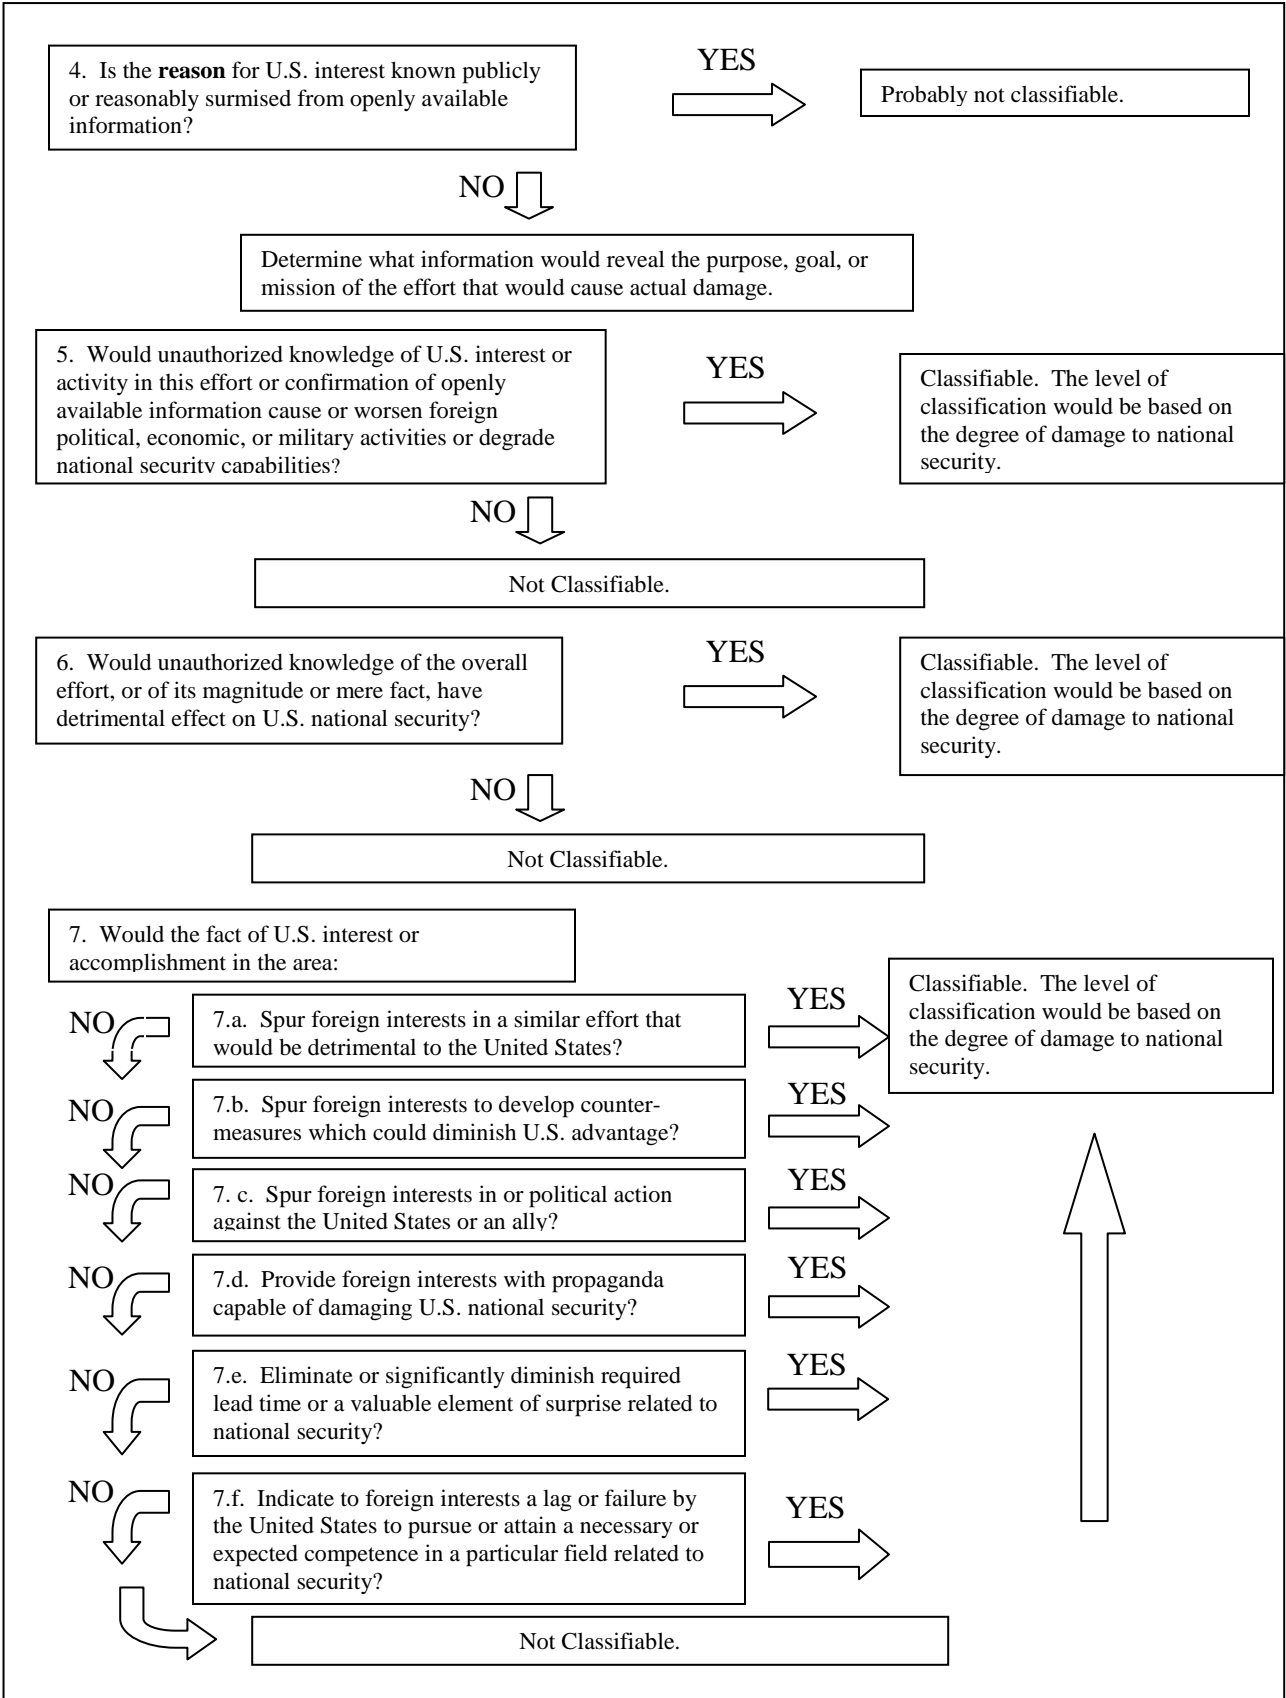 4. Is the reason for U.S. interest known publicly
or reasonably surmised from openly available
information?
YES
Probably not classifiable.
NO
Determine what information would reveal the purpose, goal, or
mission of the effort that would cause actual damage.
5. Would unauthorized knowledge of U.S. interest or
activity in this effort or confirmation of openly
available information cause or worsen foreign
political, economic, or military activities or degrade
national security capabilities?
YES
Classifiable. The level of
classification would be based on
the degree of damage to national
security.
NO
Not Classifiable.
6. Would unauthorized knowledge of the overall
effort, or of its magnitude or mere fact, have
detrimental effect on U.S. national security?
YES
Classifiable. The level of
classification would be based on
the degree of damage to national
security.
NO
Not Classifiable.
7. Would the fact of U.S. interest or
accomplishment in the area:
Classifiable. The level of
classification would be based on
the degree of damage to national
security.
NO
7.a. Spur foreign interests in a similar effort that
would be detrimental to the United States?
YES
NO
7.b. Spur foreign interests to develop counter-
measures which could diminish U.S. advantage?
YES
NO
7. c. Spur foreign interests in or political action
against the United States or an ally?
YES
NO
7.d. Provide foreign interests with propaganda
capable of damaging U.S. national security?
YES
NO
7.e. Eliminate or significantly diminish required
lead time or a valuable element of surprise related to
national security?
YES
NO
7.f. Indicate to foreign interests a lag or failure by
the United States to pursue or attain a necessary or
expected competence in a particular field related to
national security?
YES
Not Classifiable.